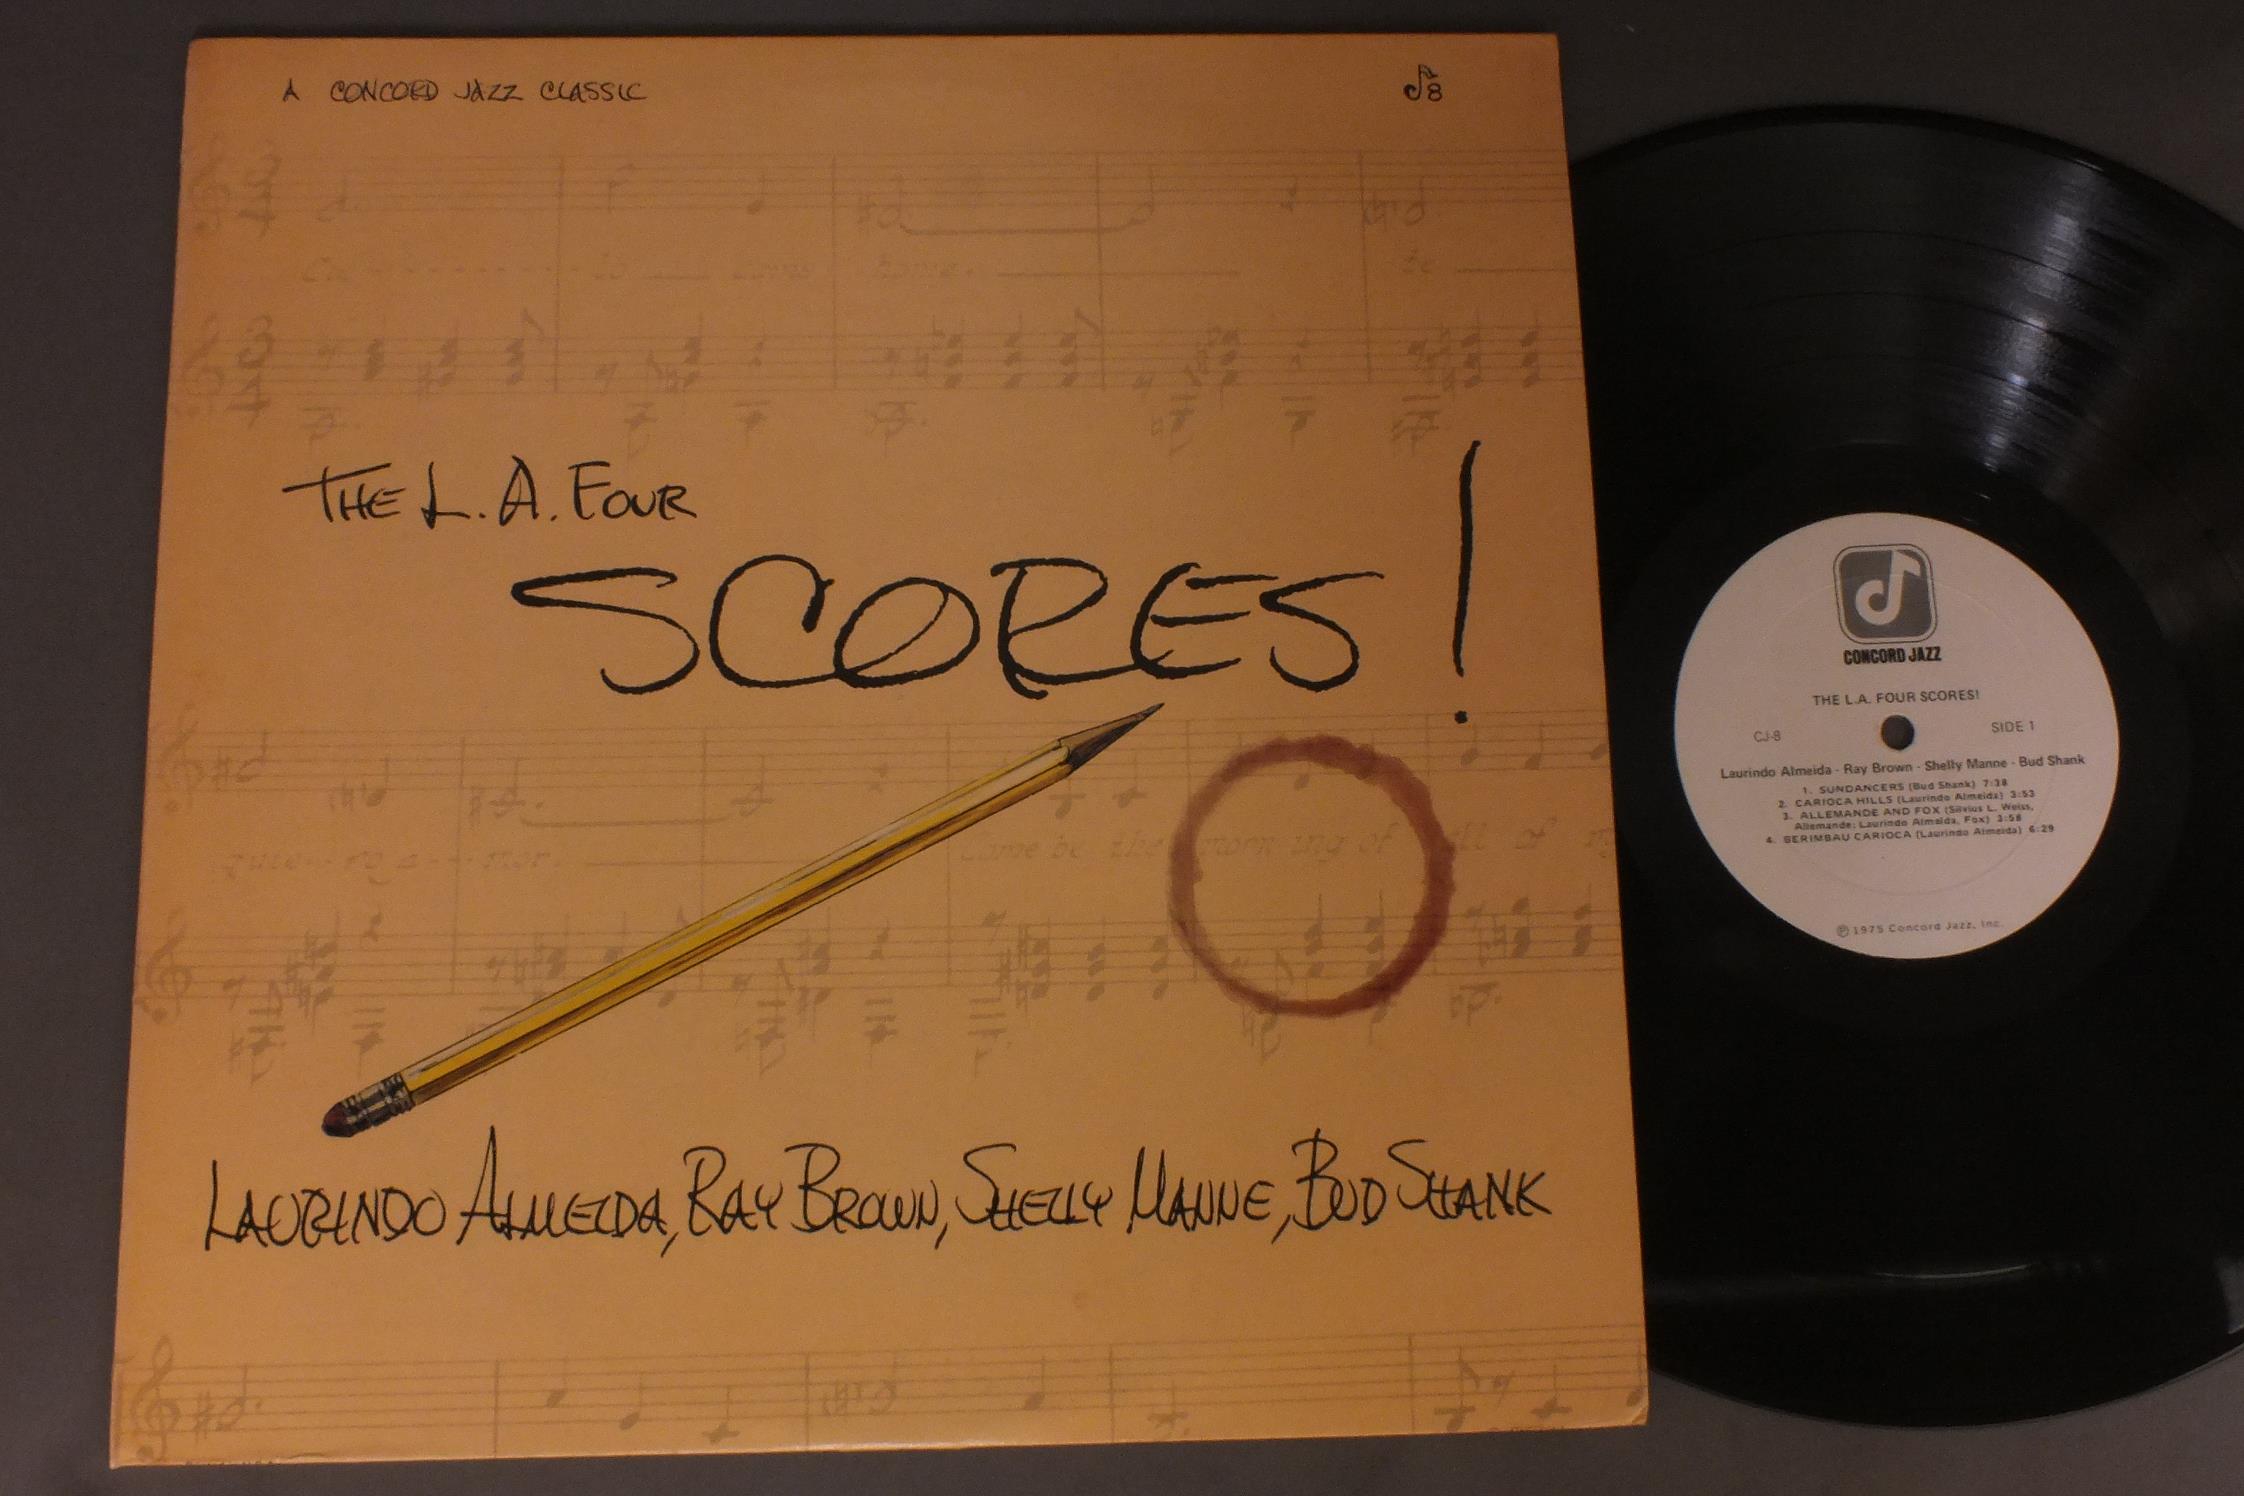 A CONCORD JAZZ CLASSIC
8
THE L.A. FOUR
SCORES!
LAURINDO ALMEIDA, RAY BROWN, SHELLY MANNE, BUD SHANK
CONCORD JAZZ
THE L.A. FOUR SCORES!
CJ-8
SIDE 1
Laurindo Almeida - Ray Brown - Shelly Manne - Bud Shank
1. SUNDANCERS (Bud Shank) 7:38
2. CARIOCA HILLS (Laurindo Almeida) 3:53
3. ALLEMANDE AND FOX (Silvius L. Weiss,
Allemande; Laurindo Almeida, Fox) 3:58
4. BERIMBAU CARIOCA (Laurindo Almeida) 6:29
℗ 1975 Concord Jazz, Inc.